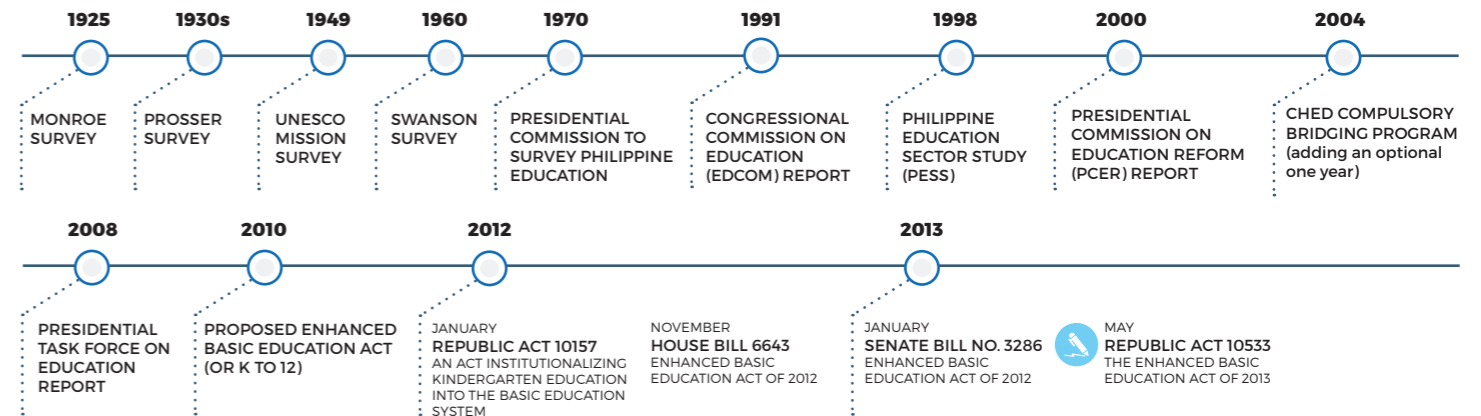 1925
1930s
1949
1960
1970
1991
1998
2000
2004
MONROE
SURVEY
PROSSER
SURVEY
UNESCO
MISSION
SURVEY
SWANSON
SURVEY
PRESIDENTIAL
COMMISSION TO
SURVEY PHILIPPINE
EDUCATION
CONGRESSIONAL
COMMISSION ON
EDUCATION
(EDCOM) REPORT
PHILIPPINE
EDUCATION
SECTOR STUDY
(PESS)
PRESIDENTIAL
COMMISSION ON
EDUCATION REFORM
(PCER) REPORT
CHED COMPULSORY
BRIDGING PROGRAM
(adding an optional
one year)
2008
2010
2012
2013
PRESIDENTIAL
TASK FORCE ON
EDUCATION
REPORT
PROPOSED ENHANCED
BASIC EDUCATION ACT
(OR K TO 12)
JANUARY
REPUBLIC ACT 10157
AN ACT INSTITUTIONALIZING
KINDERGARTEN EDUCATION
INTO THE BASIC EDUCATION
SYSTEM
NOVEMBER
HOUSE BILL 6643
ENHANCED BASIC
EDUCATION ACT OF 2012
JANUARY
SENATE BILL NO. 3286
ENHANCED BASIC
EDUCATION ACT OF 2012
MAY
REPUBLIC ACT 10533
THE ENHANCED BASIC
EDUCATION ACT OF 2013